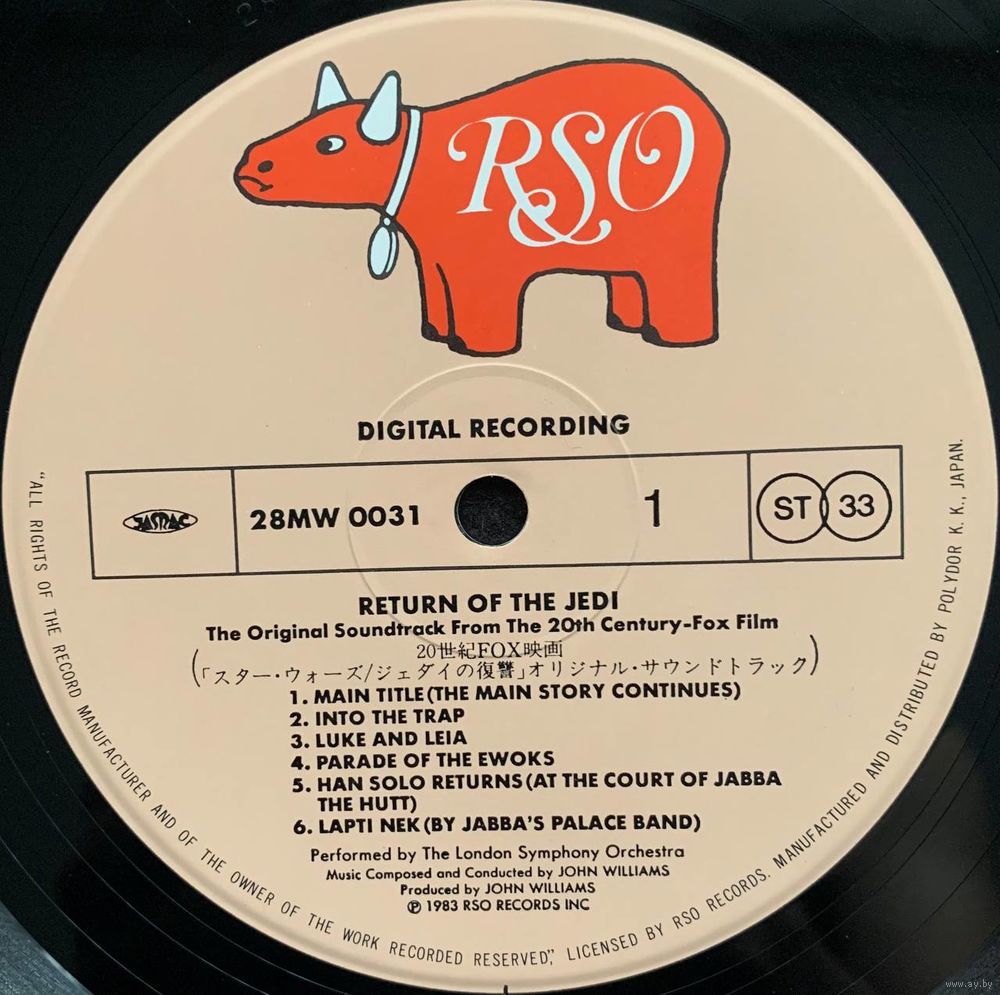 RSO
DIGITAL RECORDING
JASRAC
28MW 0031
1
ST 33
RETURN OF THE JEDI
The Original Soundtrack From The 20th Century-Fox Film
20世紀FOX映画
(「スター・ウォーズ/ジェダイの復讐」オリジナル・サウンドトラック)
1. MAIN TITLE (THE MAIN STORY CONTINUES)
2. INTO THE TRAP
3. LUKE AND LEIA
4. PARADE OF THE EWOKS
5. HAN SOLO RETURNS (AT THE COURT OF JABBA
THE HUTT)
6. LAPTI NEK (BY JABBA'S PALACE BAND)
Performed by The London Symphony Orchestra
Music Composed and Conducted by JOHN WILLIAMS
Produced by JOHN WILLIAMS
℗ 1983 RSO RECORDS INC
"ALL RIGHTS OF THE RECORD MANUFACTURER AND OF THE OWNER OF THE WORK RECORDED RESERVED," LICENSED BY RSO RECORDS. MANUFACTURED AND DISTRIBUTED BY POLYDOR K. K., JAPAN.
www.ay.by